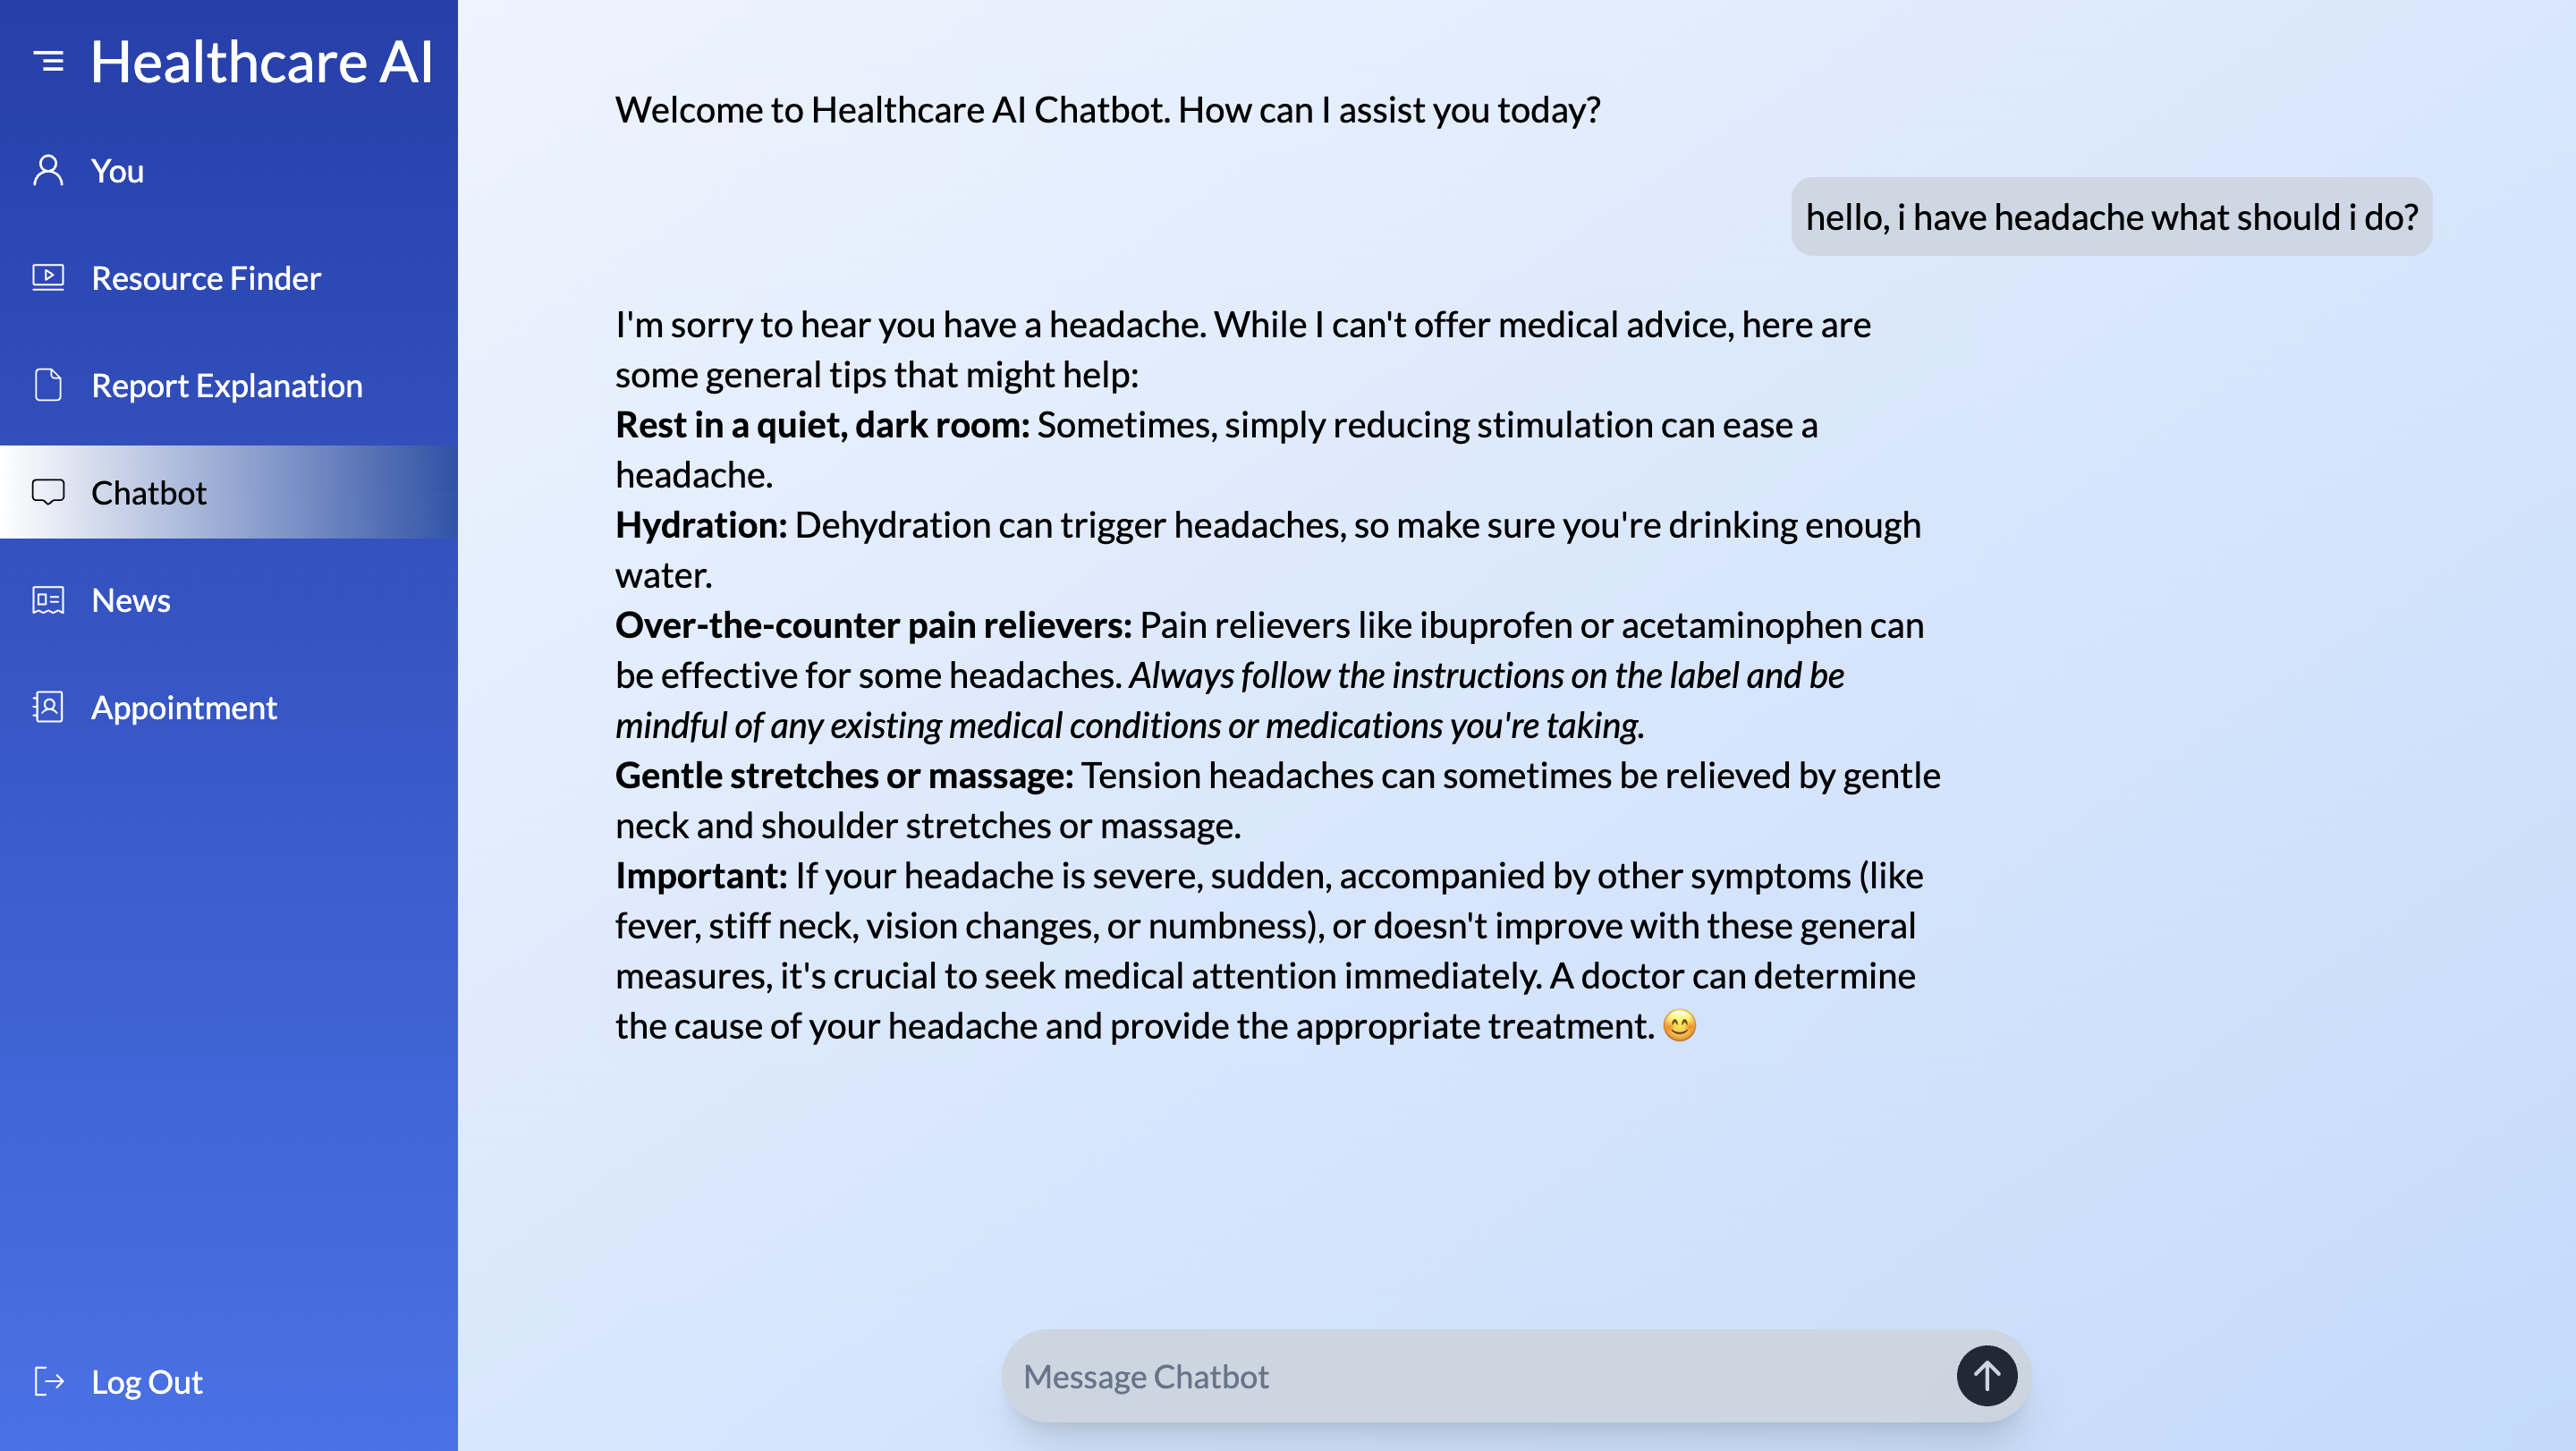 Healthcare AI
You
Resource Finder
Report Explanation
Chatbot
News
Appointment
Log Out
Welcome to Healthcare AI Chatbot. How can I assist you today?
hello, i have headache what should i do?
I'm sorry to hear you have a headache. While I can't offer medical advice, here are
some general tips that might help:
Rest in a quiet, dark room: Sometimes, simply reducing stimulation can ease a
headache.
Hydration: Dehydration can trigger headaches, so make sure you're drinking enough
water.
Over-the-counter pain relievers: Pain relievers like ibuprofen or acetaminophen can
be effective for some headaches. Always follow the instructions on the label and be
mindful of any existing medical conditions or medications you're taking.
Gentle stretches or massage: Tension headaches can sometimes be relieved by gentle
neck and shoulder stretches or massage.
Important: If your headache is severe, sudden, accompanied by other symptoms (like
fever, stiff neck, vision changes, or numbness), or doesn't improve with these general
measures, it's crucial to seek medical attention immediately. A doctor can determine
the cause of your headache and provide the appropriate treatment. 😊
Message Chatbot